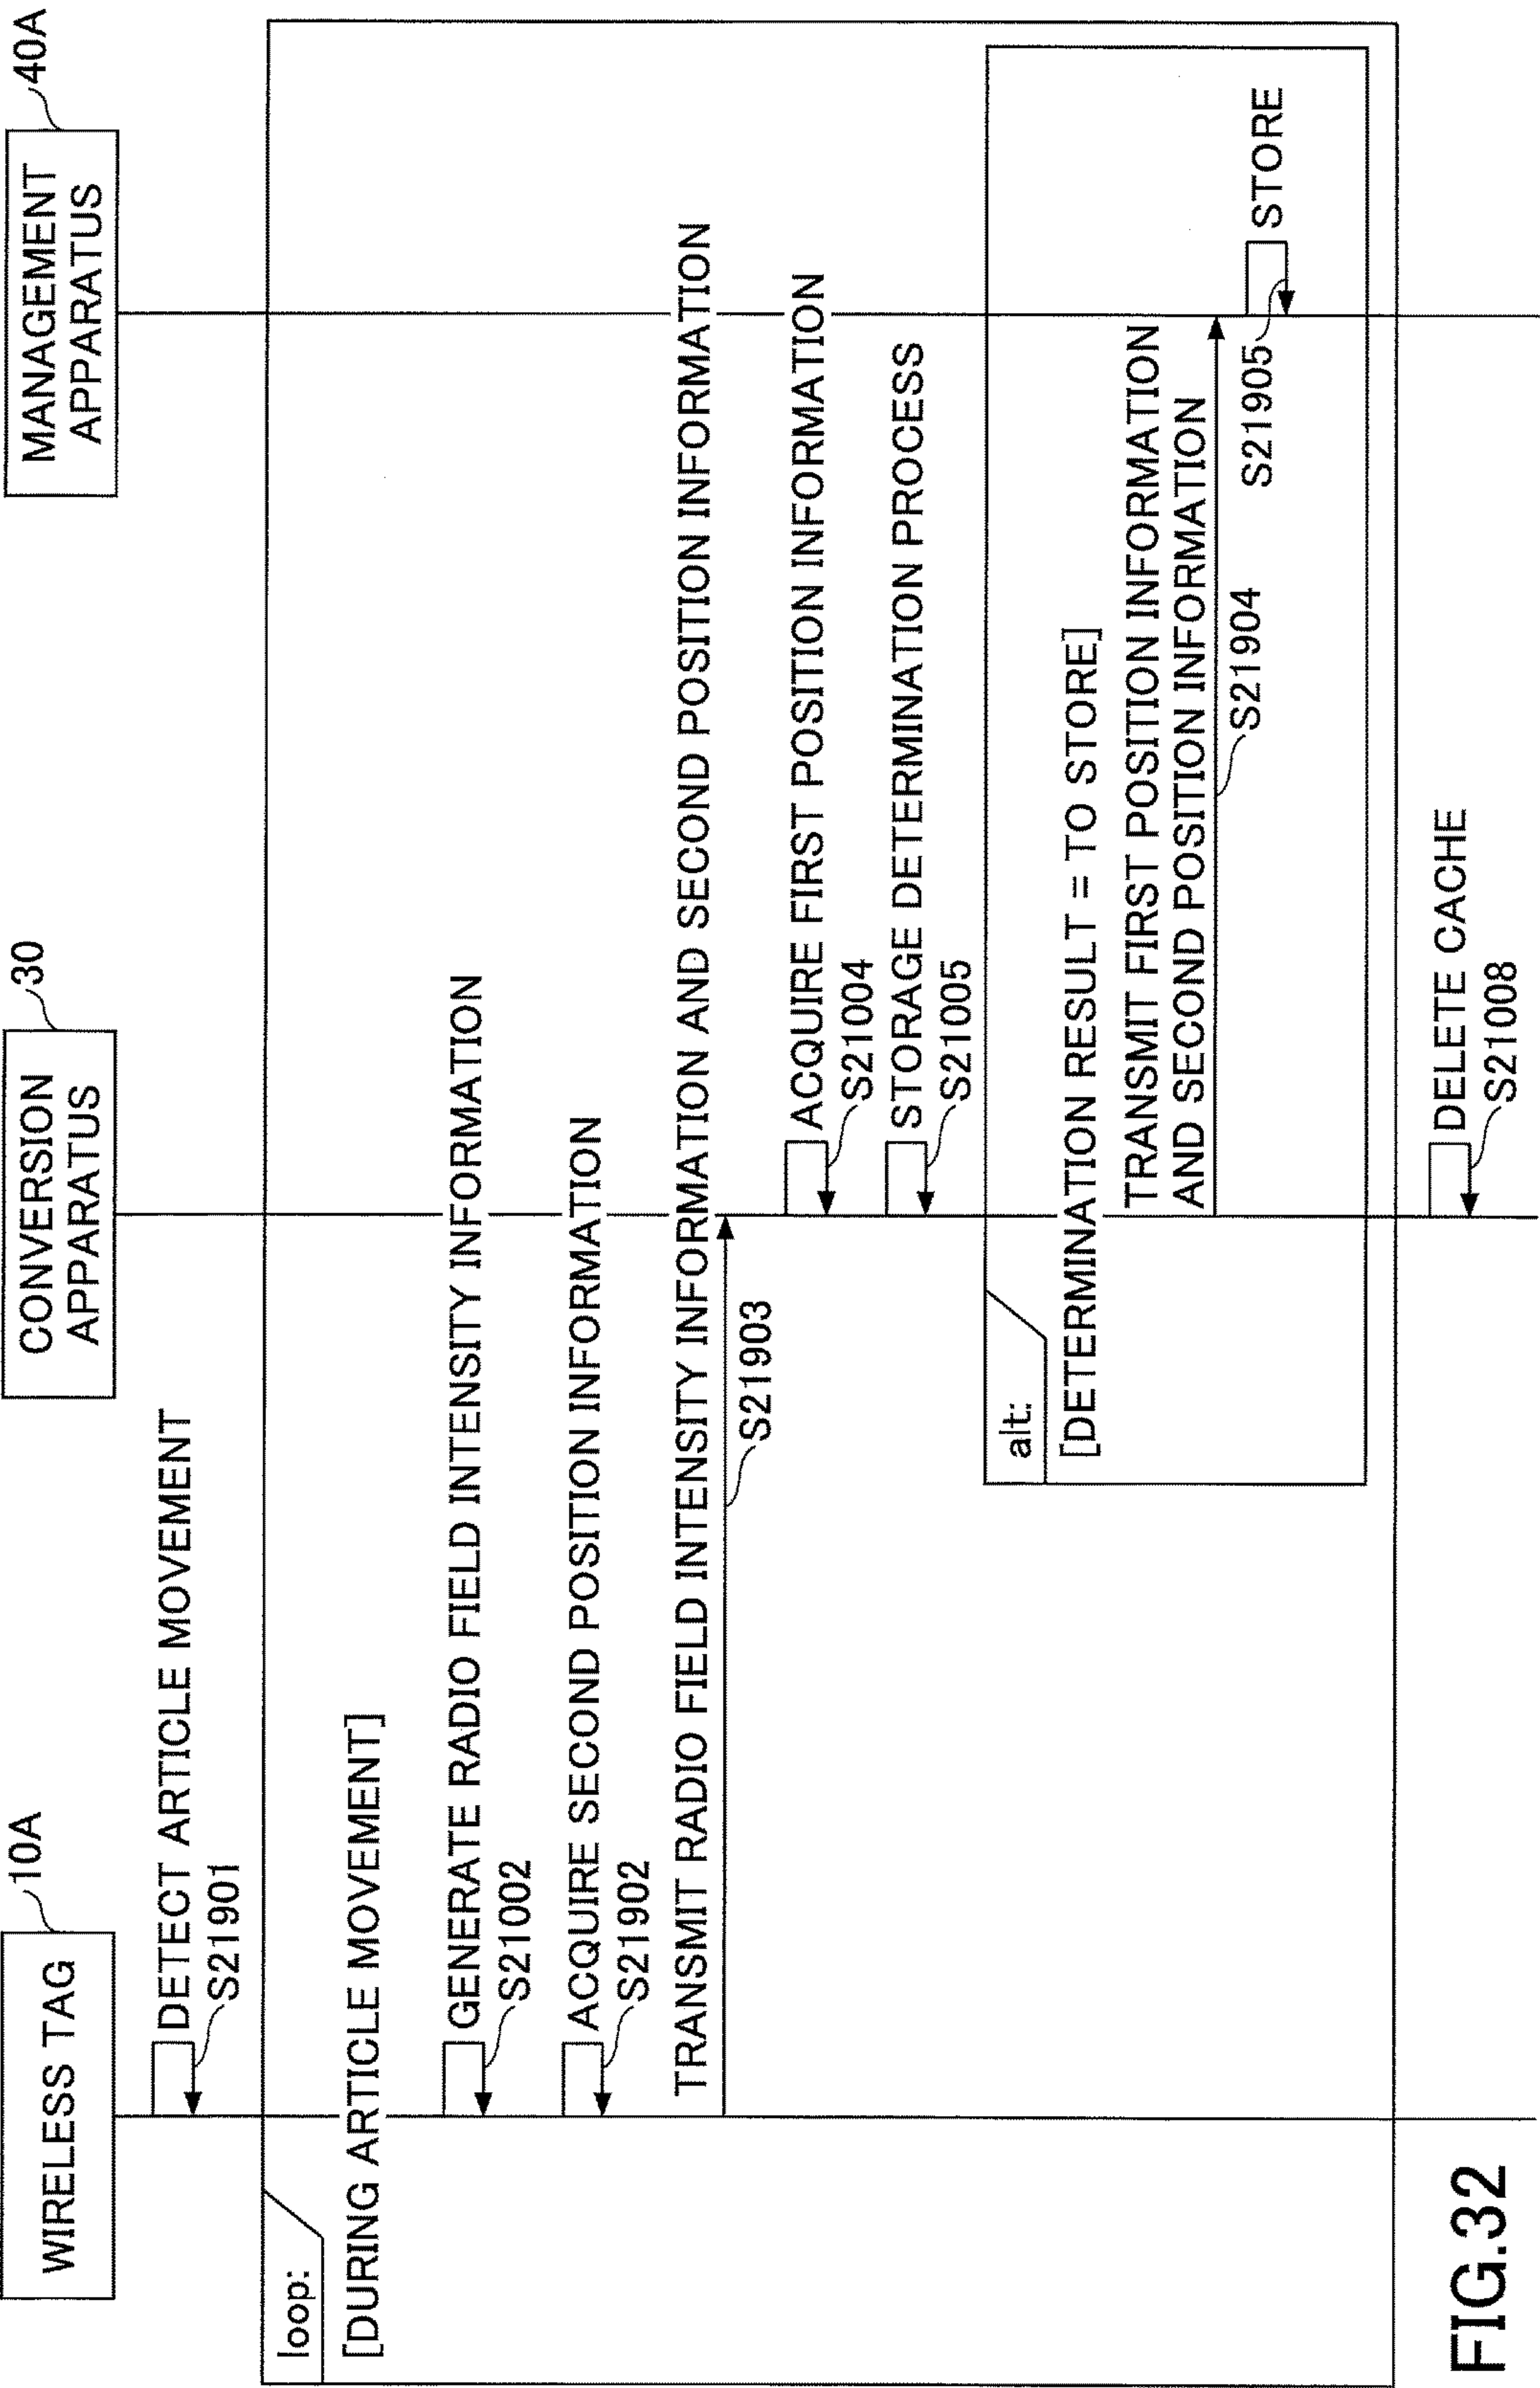 WIRELESS TAG
10A
CONVERSION
APPARATUS
30
MANAGEMENT
APPARATUS
40A
DETECT ARTICLE MOVEMENT
S21901
loop:
[DURING ARTICLE MOVEMENT]
GENERATE RADIO FIELD INTENSITY INFORMATION
S21002
ACQUIRE SECOND POSITION INFORMATION
S21902
TRANSMIT RADIO FIELD INTENSITY INFORMATION AND SECOND POSITION INFORMATION
S21903
ACQUIRE FIRST POSITION INFORMATION
S21004
STORAGE DETERMINATION PROCESS
S21005
alt:
[DETERMINATION RESULT = TO STORE]
TRANSMIT FIRST POSITION INFORMATION
AND SECOND POSITION INFORMATION
S21904
STORE
S21905
DELETE CACHE
S21008
FIG.32